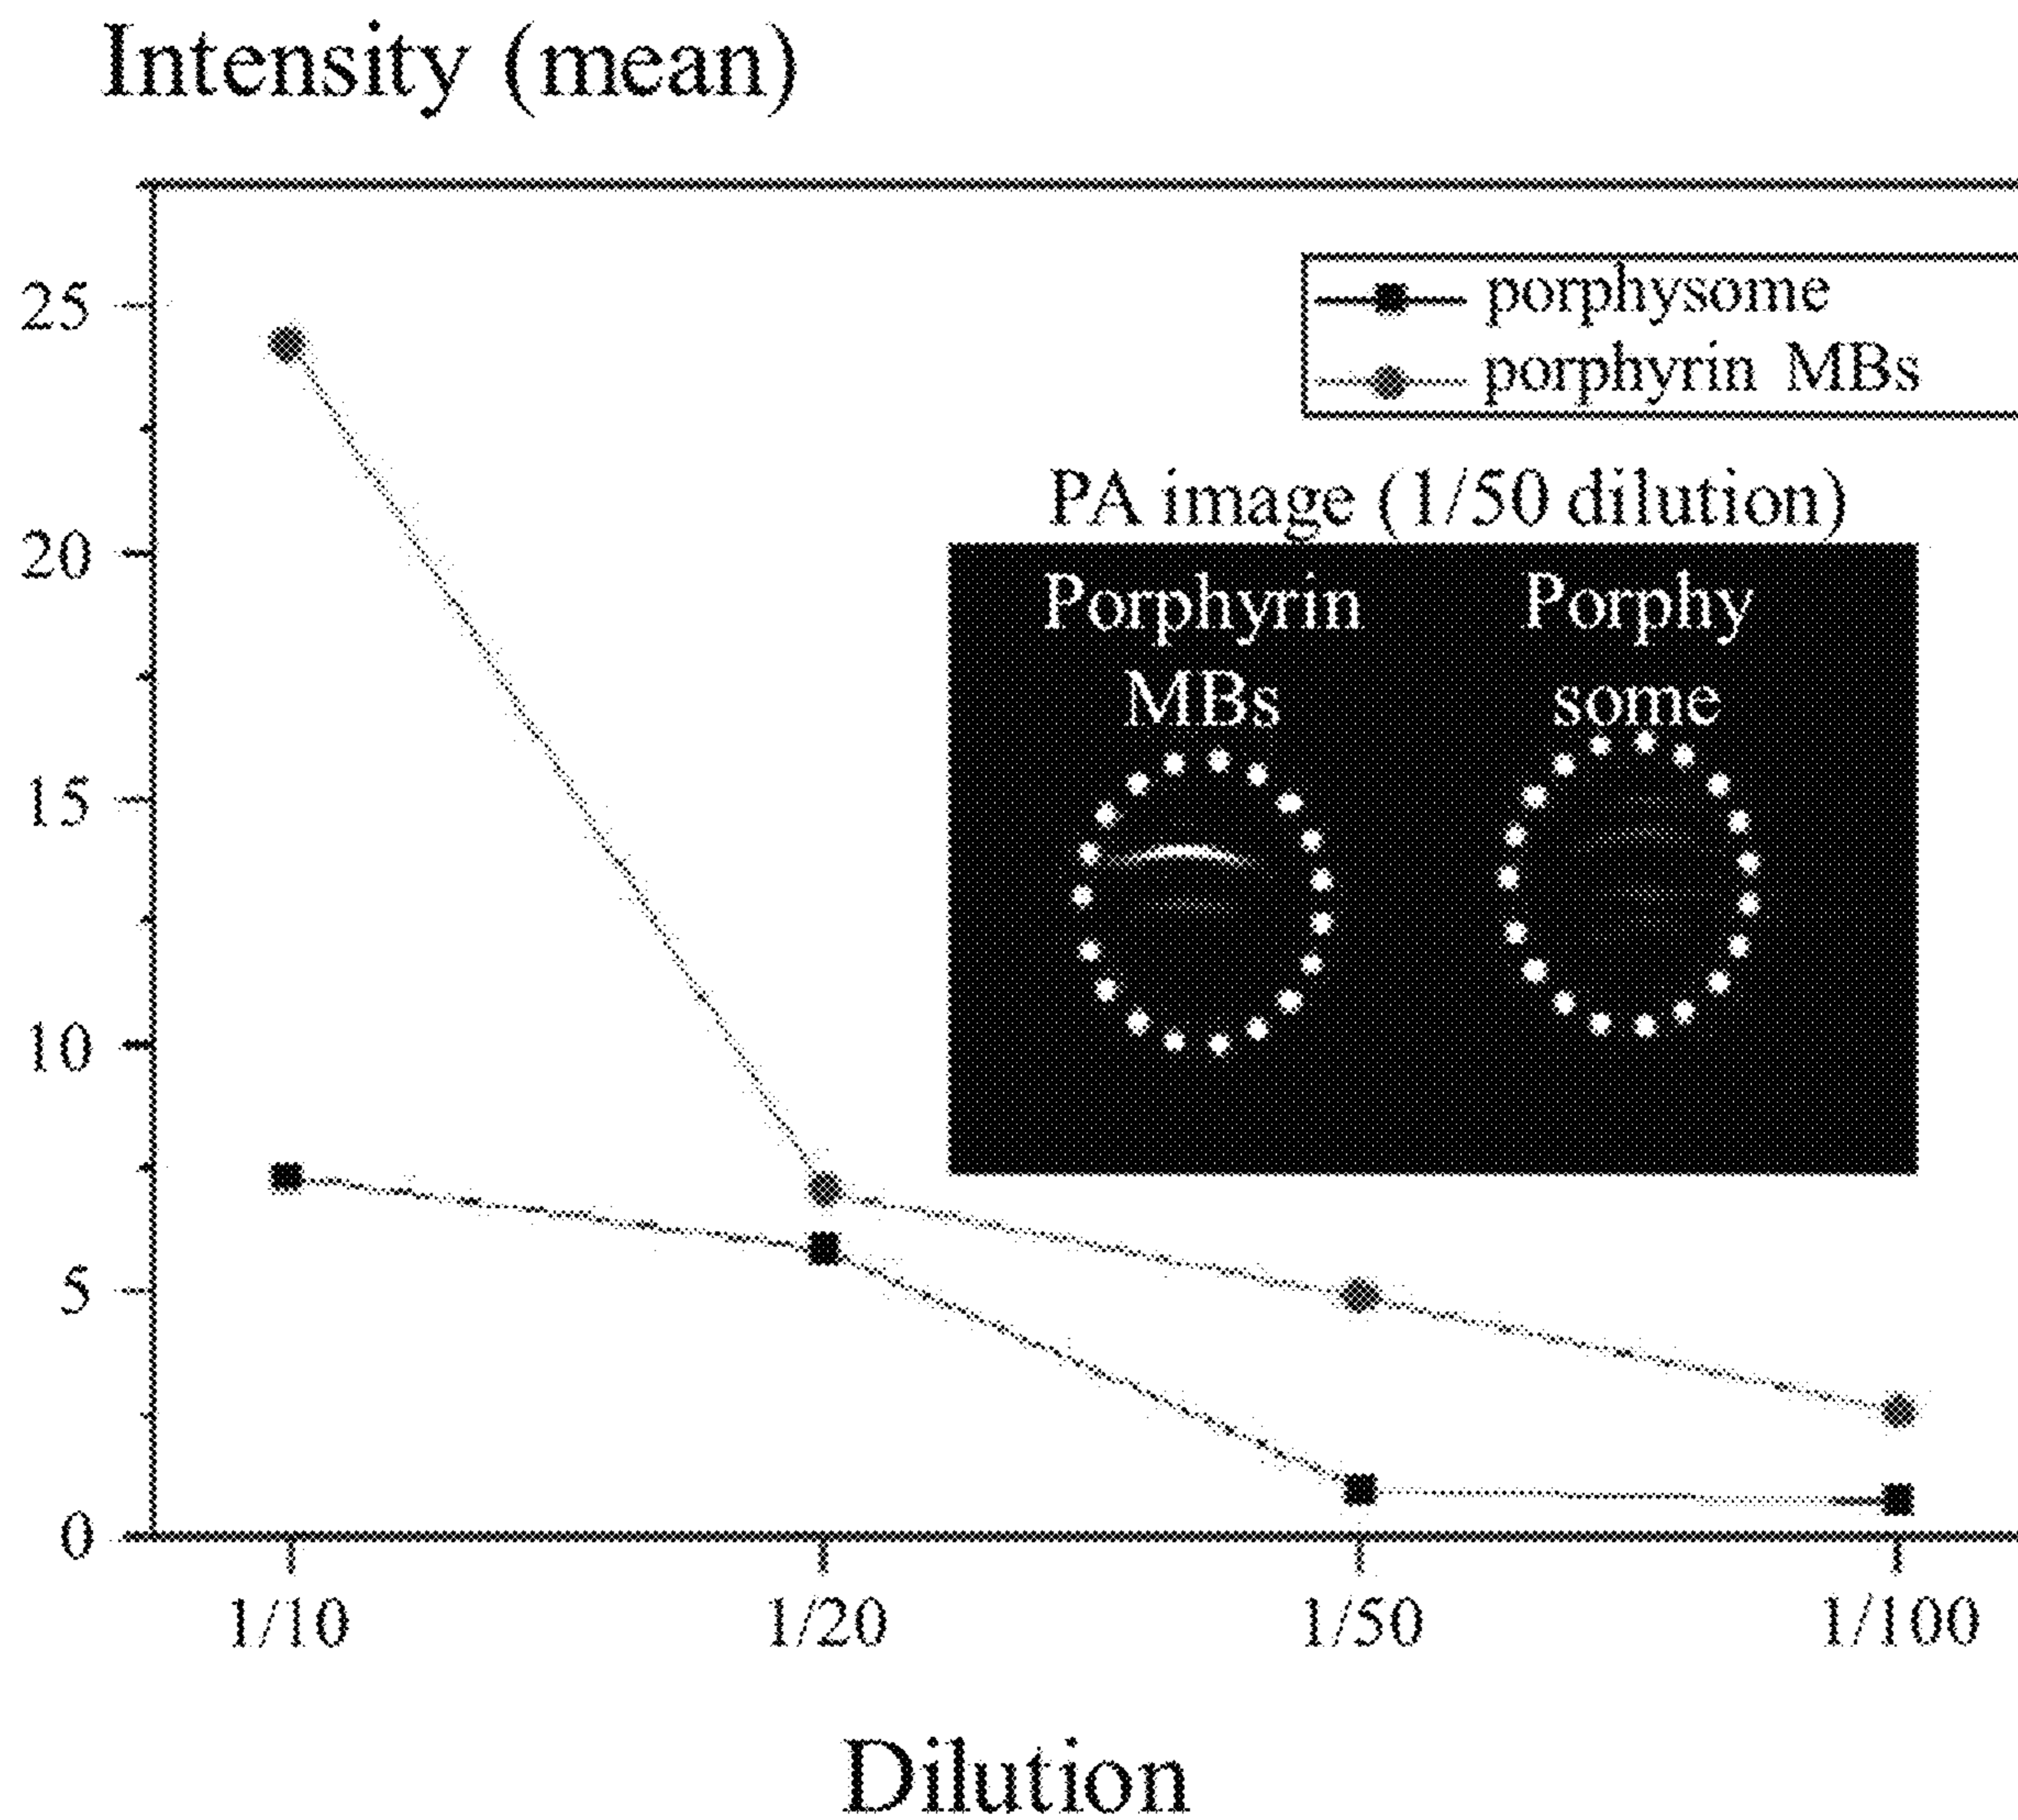 Intensity (mean)
25
20
15
10
5
0
porphysome
porphyrin MBs
PA image (1/50 dilution)
Porphyrin
MBs
Porphy
some
1/10
1/20
1/50
1/100
Dilution